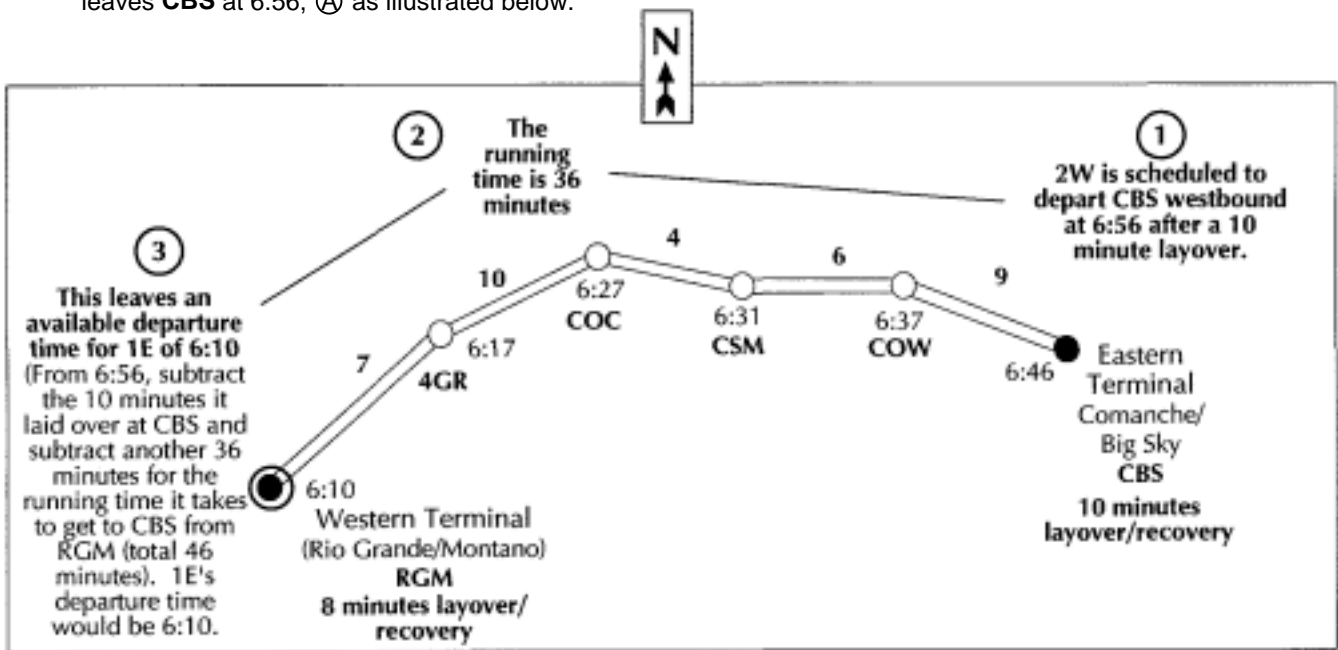 leaves CBS at 6:56, Ⓐ as illustrated below.
N
2
The
running
time is 36
minutes
1
2W is scheduled to
depart CBS westbound
at 6:56 after a 10
minute layover.
3
This leaves an
available departure
time for 1E of 6:10
(From 6:56, subtract
the 10 minutes it
laid over at CBS and
subtract another 36
minutes for the
running time it takes
to get to CBS from
RGM (total 46
minutes). 1E's
departure time
would be 6:10.
7
10
4
6
9
6:10
Western Terminal
(Rio Grande/Montano)
RGM
8 minutes layover/
recovery
6:17
4GR
6:27
COC
6:31
CSM
6:37
COW
6:46
Eastern
Terminal
Comanche/
Big Sky
CBS
10 minutes
layover/recovery